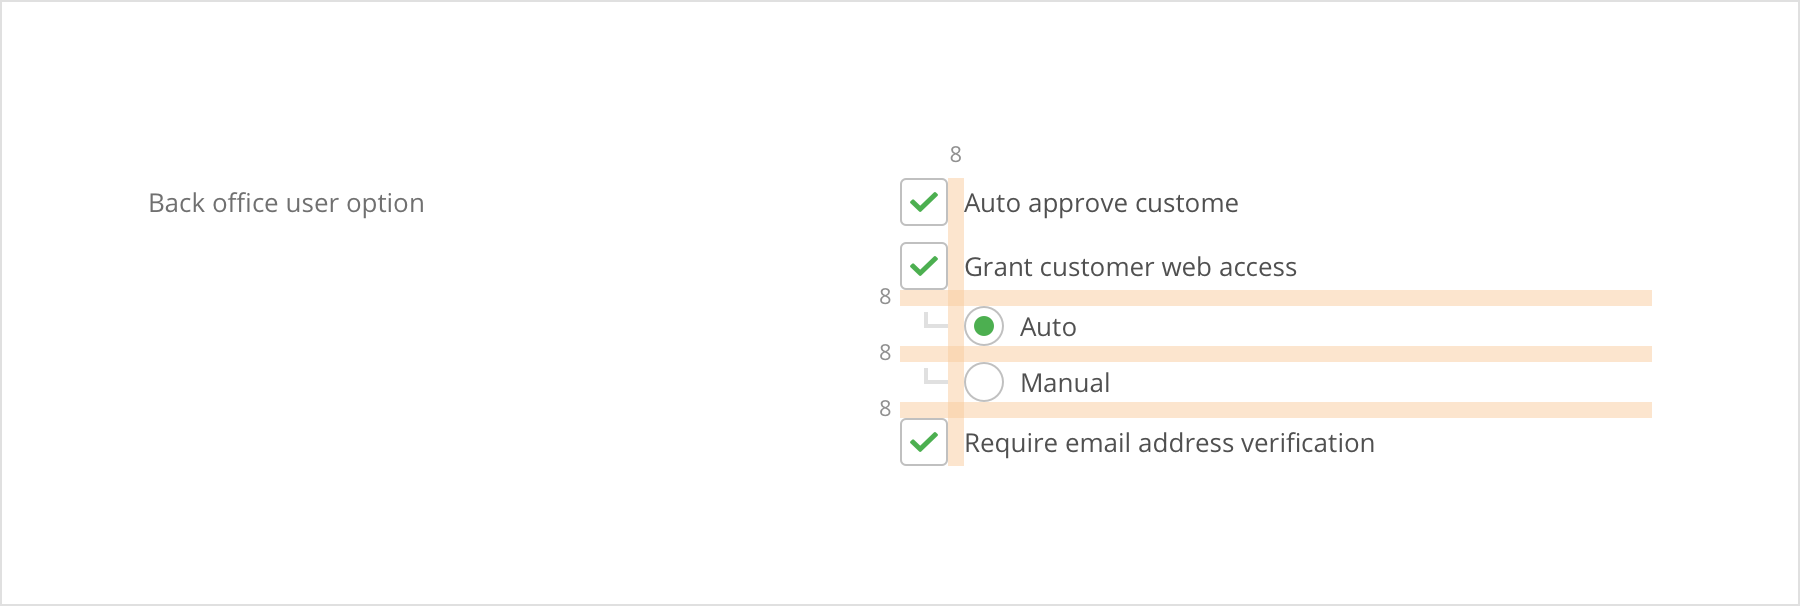 8
Back office user option
Auto approve custome
Grant customer web access
8
Auto
8
Manual
8
Require email address verification